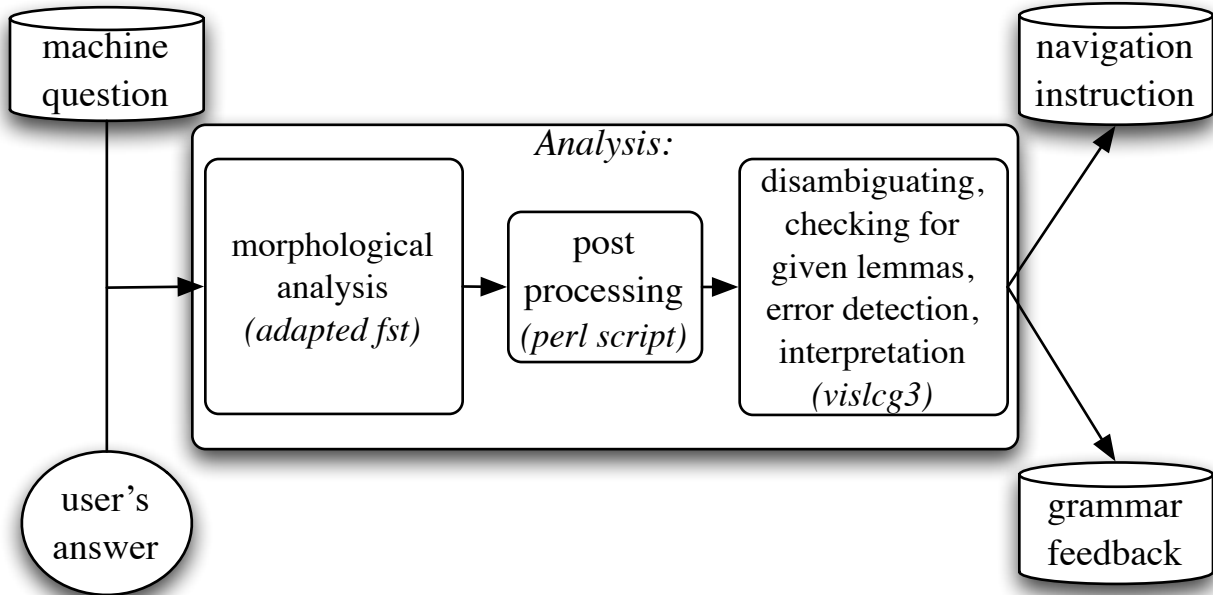 machine
question
navigation
instruction
Analysis:
morphological
analysis
(adapted fst)
post
processing
(perl script)
disambiguating,
checking for
given lemmas,
error detection,
interpretation
(vislcg3)
user’s
answer
grammar
feedback